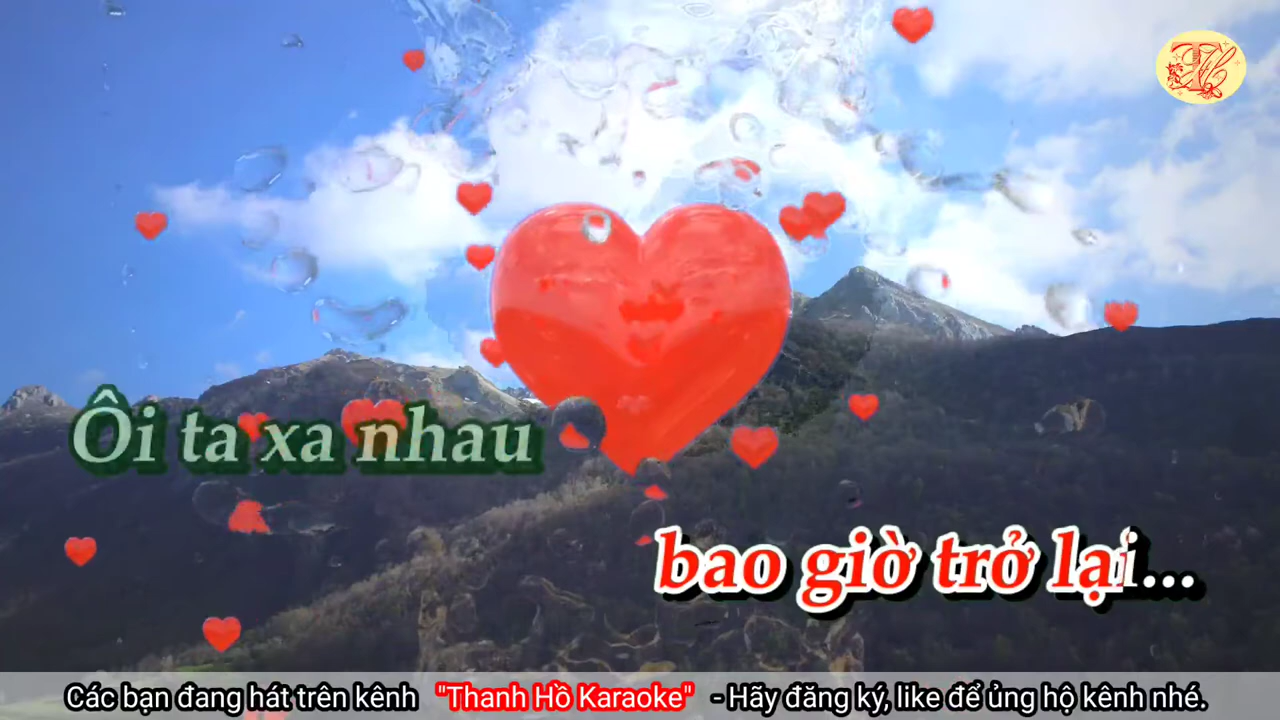 Ôi ta xa nhau
bao giờ trở lại...
Các bạn đang hát trên kênh "Thanh Hồ Karaoke" - Hãy đăng ký, like để ủng hộ kênh nhé.